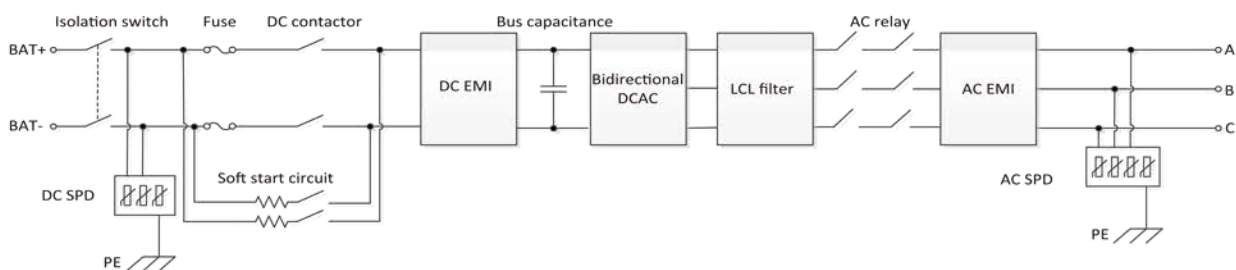 Isolation switch
Fuse
DC contactor
Bus capacitance
AC relay
BAT+
A
DC EMI
Bidirectional
DCAC
LCL filter
AC EMI
B
BAT-
C
Soft start circuit
DC SPD
AC SPD
PE
PE